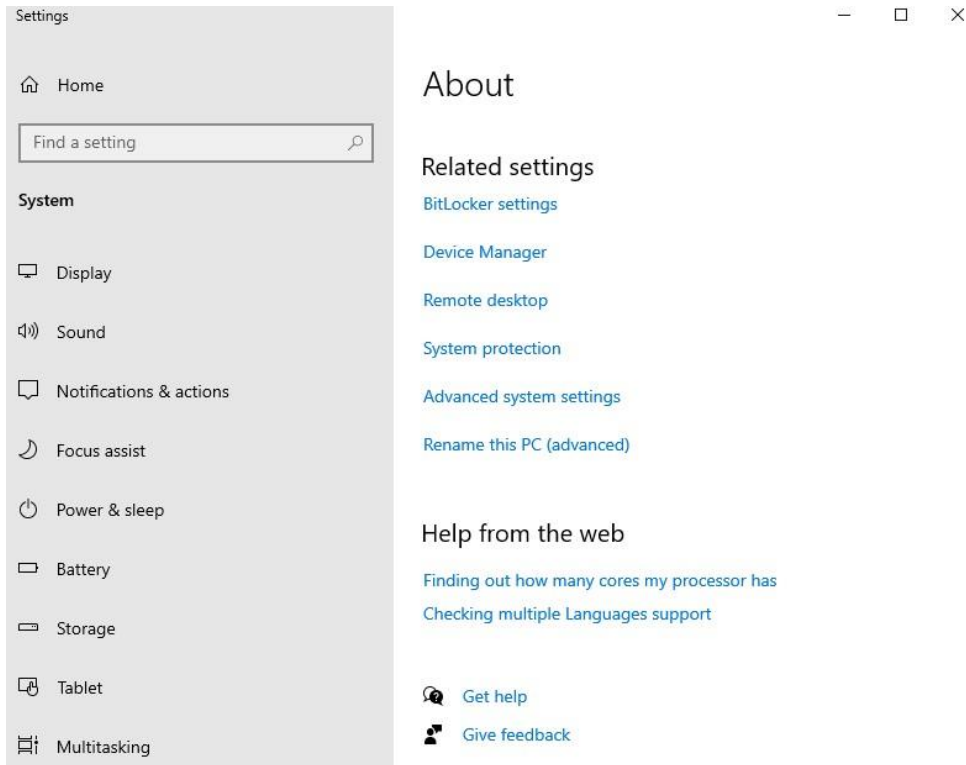 Settings
Home
Find a setting
System
Display
Sound
Notifications & actions
Focus assist
Power & sleep
Battery
Storage
Tablet
Multitasking
About
Related settings
BitLocker settings
Device Manager
Remote desktop
System protection
Advanced system settings
Rename this PC (advanced)
Help from the web
Finding out how many cores my processor has
Checking multiple Languages support
Get help
Give feedback